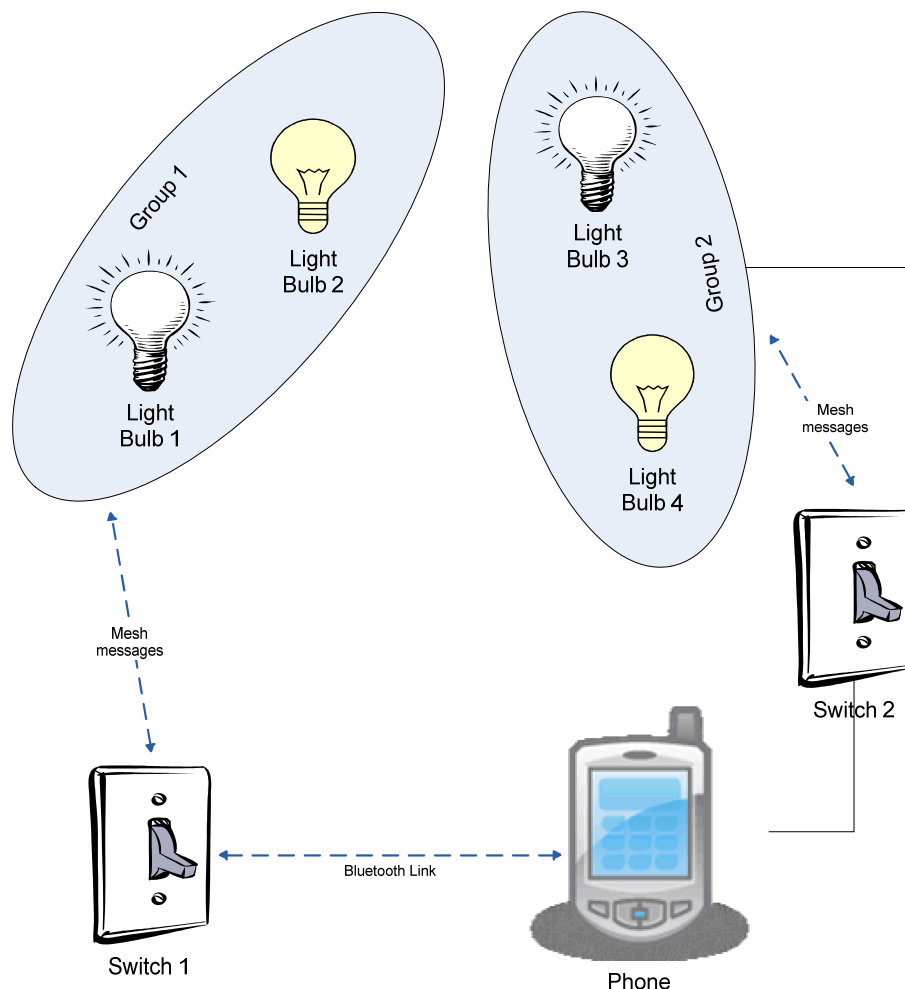 Group 1
Light
Bulb 2
Light
Bulb 1
Light
Bulb 3
Group 2
Light
Bulb 4
Mesh
messages
Mesh
messages
Switch 2
Bluetooth Link
Switch 1
Phone